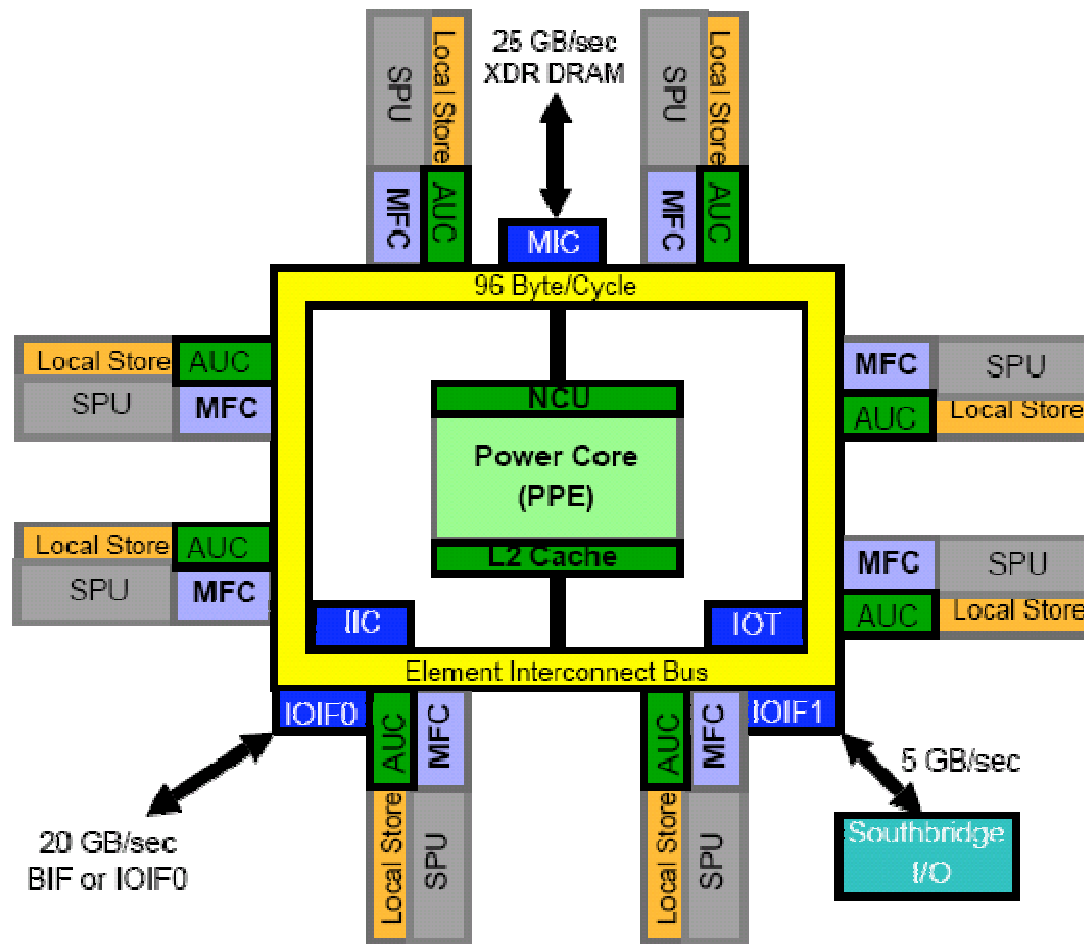 SPU
Local Store
25 GB/sec
XDR DRAM
SPU
Local Store
MFC
AUC
MIC
MFC
AUC
96 Byte/Cycle
Local Store
AUC
SPU
MFC
MFC
SPU
AUC
Local Store
NCU
Power Core
(PPE)
L2 Cache
Local Store
AUC
SPU
MFC
MFC
SPU
AUC
Local Store
IIC
IOT
Element Interconnect Bus
IOIF0
AUC
MFC
AUC
MFC
IOIF1
5 GB/sec
20 GB/sec
BIF or IOIF0
Local Store
SPU
Local Store
SPU
Southbridge
I/O